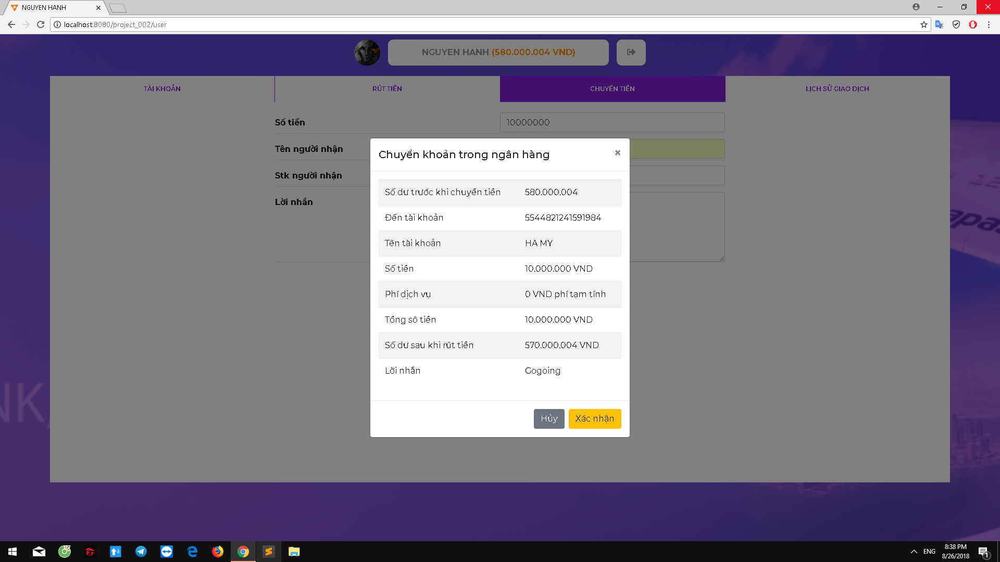 NGUYEN HANH
localhost:8080/project_002/user
NGUYEN HANH (580.000.004 VND)
TÀI KHOẢN
RÚT TIỀN
CHUYỂN TIỀN
LỊCH SỬ GIAO DỊCH
Số tiền
10000000
Tên người nhận
Stk người nhận
Lời nhắn
Chuyển khoản trong ngân hàng
×
Số dư trước khi chuyển tiền 580.000.004
Đến tài khoản 5544821241591984
Tên tài khoản HA MY
Số tiền 10.000.000 VND
Phí dịch vụ 0 VND phí tạm tính
Tổng sô tiền 10.000.000 VND
Số dư sau khi rút tiền 570.000.004 VND
Lời nhắn Gogoing
Hủy
Xác nhận
NK
apas
ENG
8:38 PM
8/26/2018
1